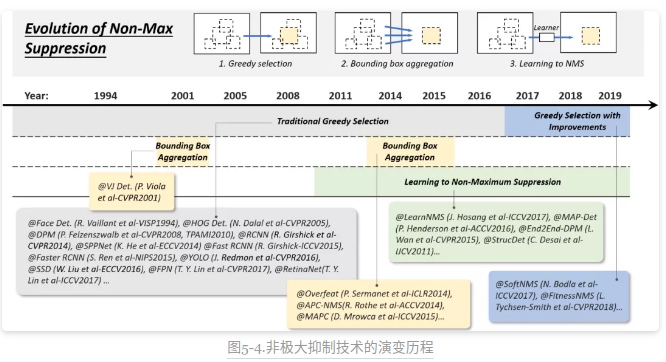 Evolution of Non-Max
Suppression
Learner
1. Greedy selection
2. Bounding box aggregation
3. Learning to NMS
Year: 1994 2001 2005 2008 2011 2014 2015 2016 2017 2018 2019
Traditional Greedy Selection
Greedy Selection with
Improvements
Bounding Box
Aggregation
Bounding Box
Aggregation
@VJ Det. (P. Viola
et al-CVPR2001)
Learning to Non-Maximum Suppression
@Face Det. (R. Vaillant et al-VISP1994), @HOG Det. (N. Dalal et al-CVPR2005),
@DPM (P. Felzenszwalb et al-CVPR2008, TPAMI2010), @RCNN (R. Girshick et al-
CVPR2014), @SPPNet (K. He et al-ECCV2014) @Fast RCNN (R. Girshick-ICCV2015),
@Faster RCNN (S. Ren et al-NIPS2015), @YOLO (J. Redmon et al-CVPR2016),
@SSD (W. Liu et al-ECCV2016), @FPN (T. Y. Lin et al-CVPR2017), @RetinaNet(T. Y.
Lin et al-ICCV2017) ...
@LearnNMS (J. Hosang et al-ICCV2017), @MAP-Det
(P. Henderson et al-ACCV2016), @End2End-DPM (L.
Wan et al-CVPR2015), @StrucDet (C. Desai et al-
IJCV2011)...
@Overfeat (P. Sermanet et al-ICLR2014),
@APC-NMS(R. Rothe et al-ACCV2014),
@MAPC (D. Mrowca et al-ICCV2015)...
@SoftNMS (N. Bodla et al-
ICCV2017), @FitnessNMS (L.
Tychsen-Smith et al-CVPR2018)...
图5-4.非极大抑制技术的演变历程